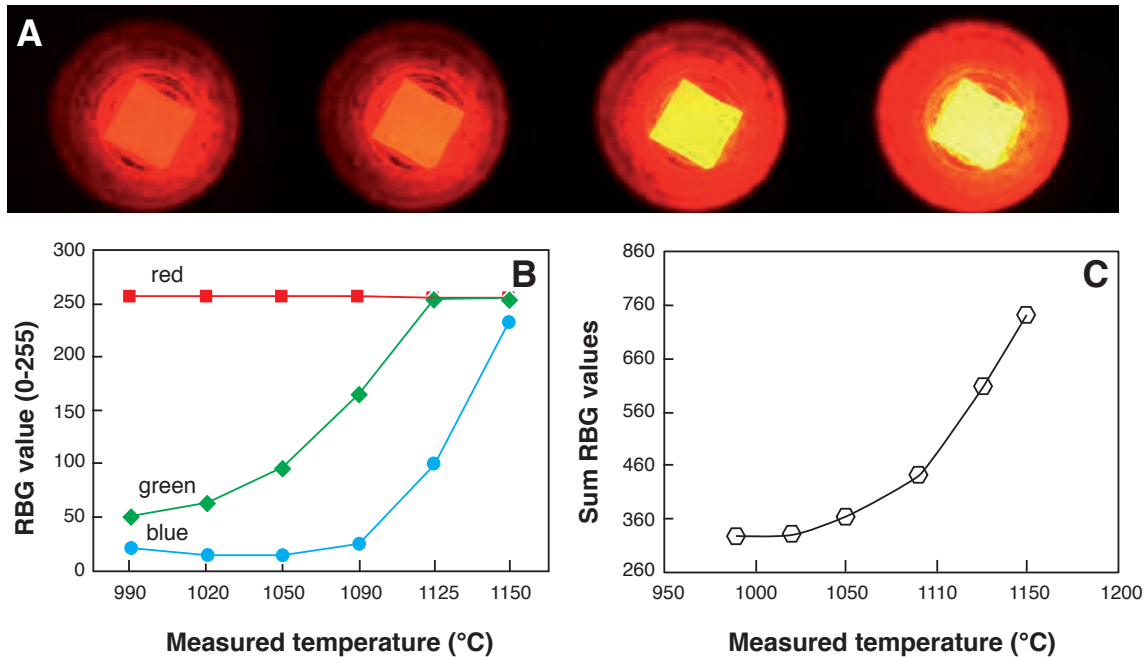 A
B
RBG value (0-255)
300
250
200
150
100
50
0
red
green
blue
990 1020 1050 1090 1125 1150
Measured temperature (°C)
C
Sum RBG values
860
760
660
560
460
360
260
950 1000 1050 1110 1150 1200
Measured temperature (°C)